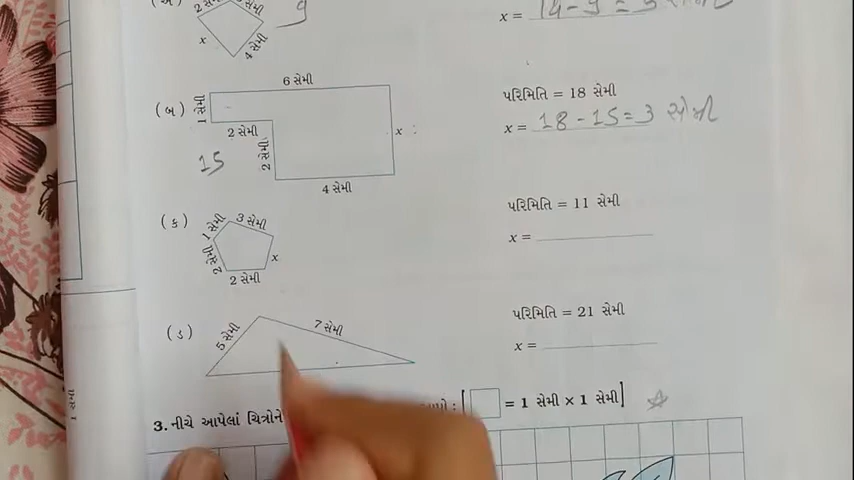 x
4 સેમી
9
x = 14-9 = 5 સેમી
(બ)
6 સેમી
1 સેમી
2 સેમી
2 સેમી
x
4 સેમી
15
પરિમિતિ = 18 સેમી
x = 18 - 15 = 3 સેમી
(ક)
1 સેમી
3 સેમી
2 સેમી
x
2 સેમી
પરિમિતિ = 11 સેમી
x =
(ડ)
5 સેમી
7 સેમી
પરિમિતિ = 21 સેમી
x =
3. નીચે આપેલાં ચિત્રોને
: [ □ = 1 સેમી × 1 સેમી]
1 સેમી